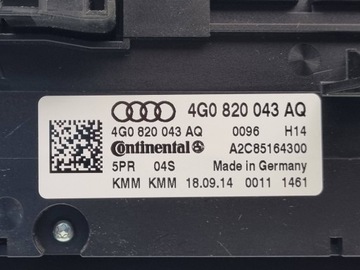 4G0 820 043 AQ
4G0 820 043 AQ 0096 H14
Continental A2C85164300
5PR 04S Made in Germany
KMM KMM 18.09.14 0011 1461